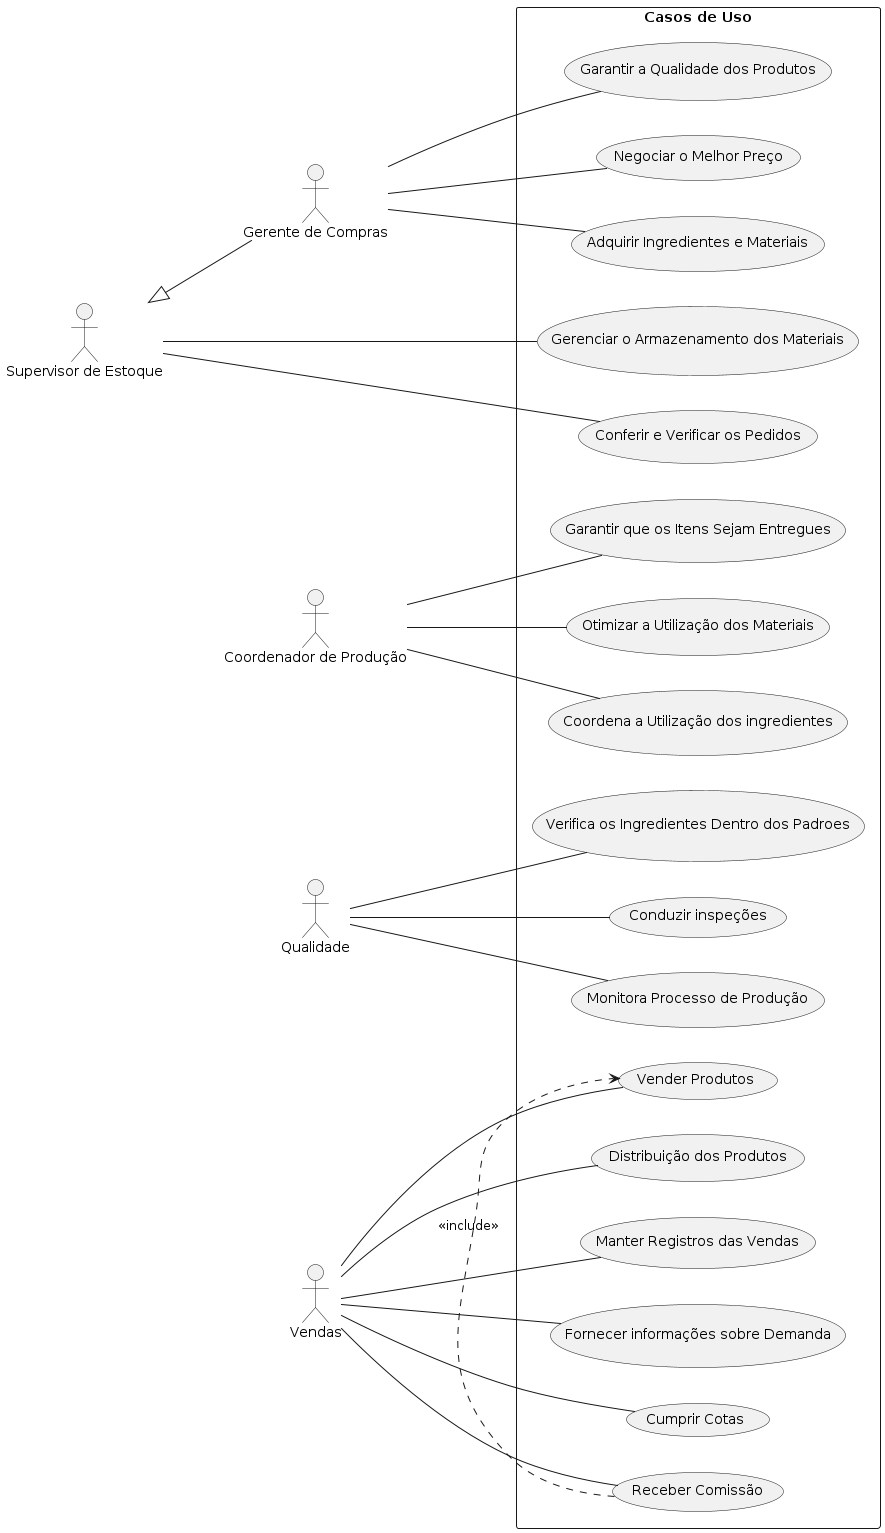 Casos de Uso
Garantir a Qualidade dos Produtos
Negociar o Melhor Preço
Gerente de Compras
Adquirir Ingredientes e Materiais
Gerenciar o Armazenamento dos Materiais
Supervisor de Estoque
Conferir e Verificar os Pedidos
Garantir que os Itens Sejam Entregues
Otimizar a Utilização dos Materiais
Coordenador de Produção
Coordena a Utilização dos ingredientes
Verifica os Ingredientes Dentro dos Padroes
Conduzir inspeções
Qualidade
Monitora Processo de Produção
Vender Produtos
Distribuição dos Produtos
«include»
Manter Registros das Vendas
Vendas
Fornecer informações sobre Demanda
Cumprir Cotas
Receber Comissão